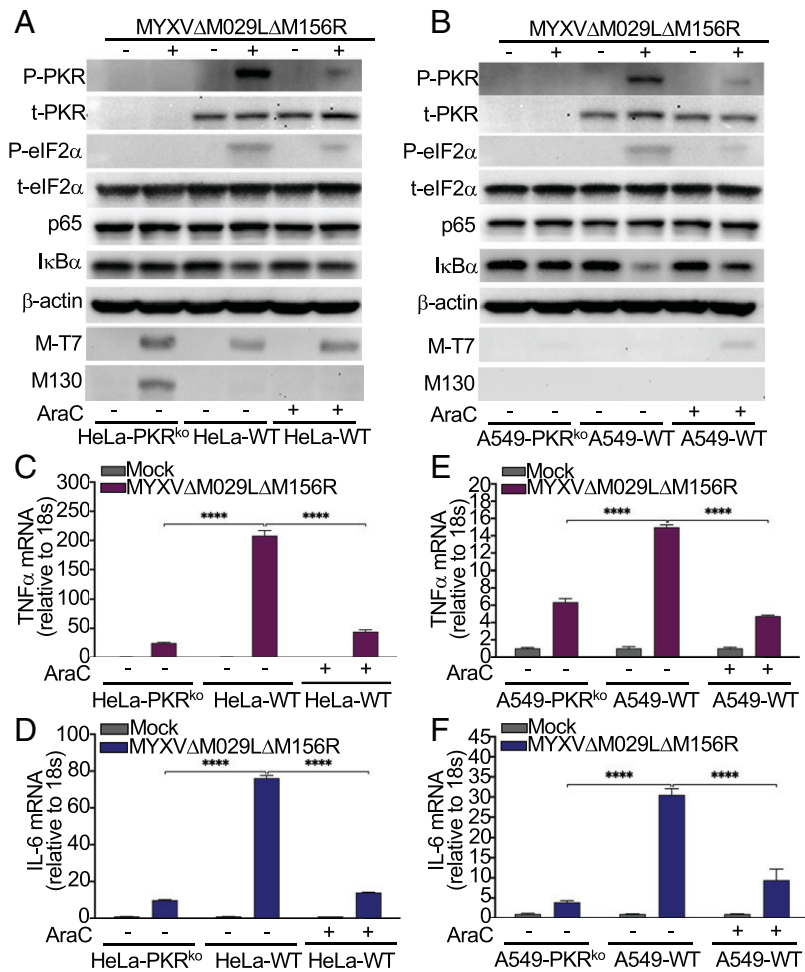 A
MYXVΔM029LΔM156R
- + - + - +
P-PKR
t-PKR
P-eIF2α
t-eIF2α
p65
IκBα
β-actin
M-T7
M130
AraC - - - - + +
HeLa-PKRko HeLa-WT HeLa-WT
B
MYXVΔM029LΔM156R
- + - + - +
P-PKR
t-PKR
P-eIF2α
t-eIF2α
p65
IκBα
β-actin
M-T7
M130
AraC - - - - + +
A549-PKRko A549-WT A549-WT
C
Mock
MYXVΔM029LΔM156R
**** ****
TNFα mRNA
(relative to 18s)
300
250
200
150
100
50
0
AraC - - - - + +
HeLa-PKRko HeLa-WT HeLa-WT
E
Mock
MYXVΔM029LΔM156R
**** ****
TNFα mRNA
(relative to 18s)
20
18
16
14
12
10
8
6
4
2
0
AraC - - - - + +
A549-PKRko A549-WT A549-WT
D
Mock
MYXVΔM029LΔM156R
**** ****
IL-6 mRNA
(relative to 18s)
100
80
60
40
20
0
AraC - - - - + +
HeLa-PKRko HeLa-WT HeLa-WT
F
Mock
MYXVΔM029LΔM156R
**** ****
IL-6 mRNA
(relative to 18s)
45
40
35
30
25
20
15
10
5
0
AraC - - - - + +
A549-PKRko A549-WT A549-WT